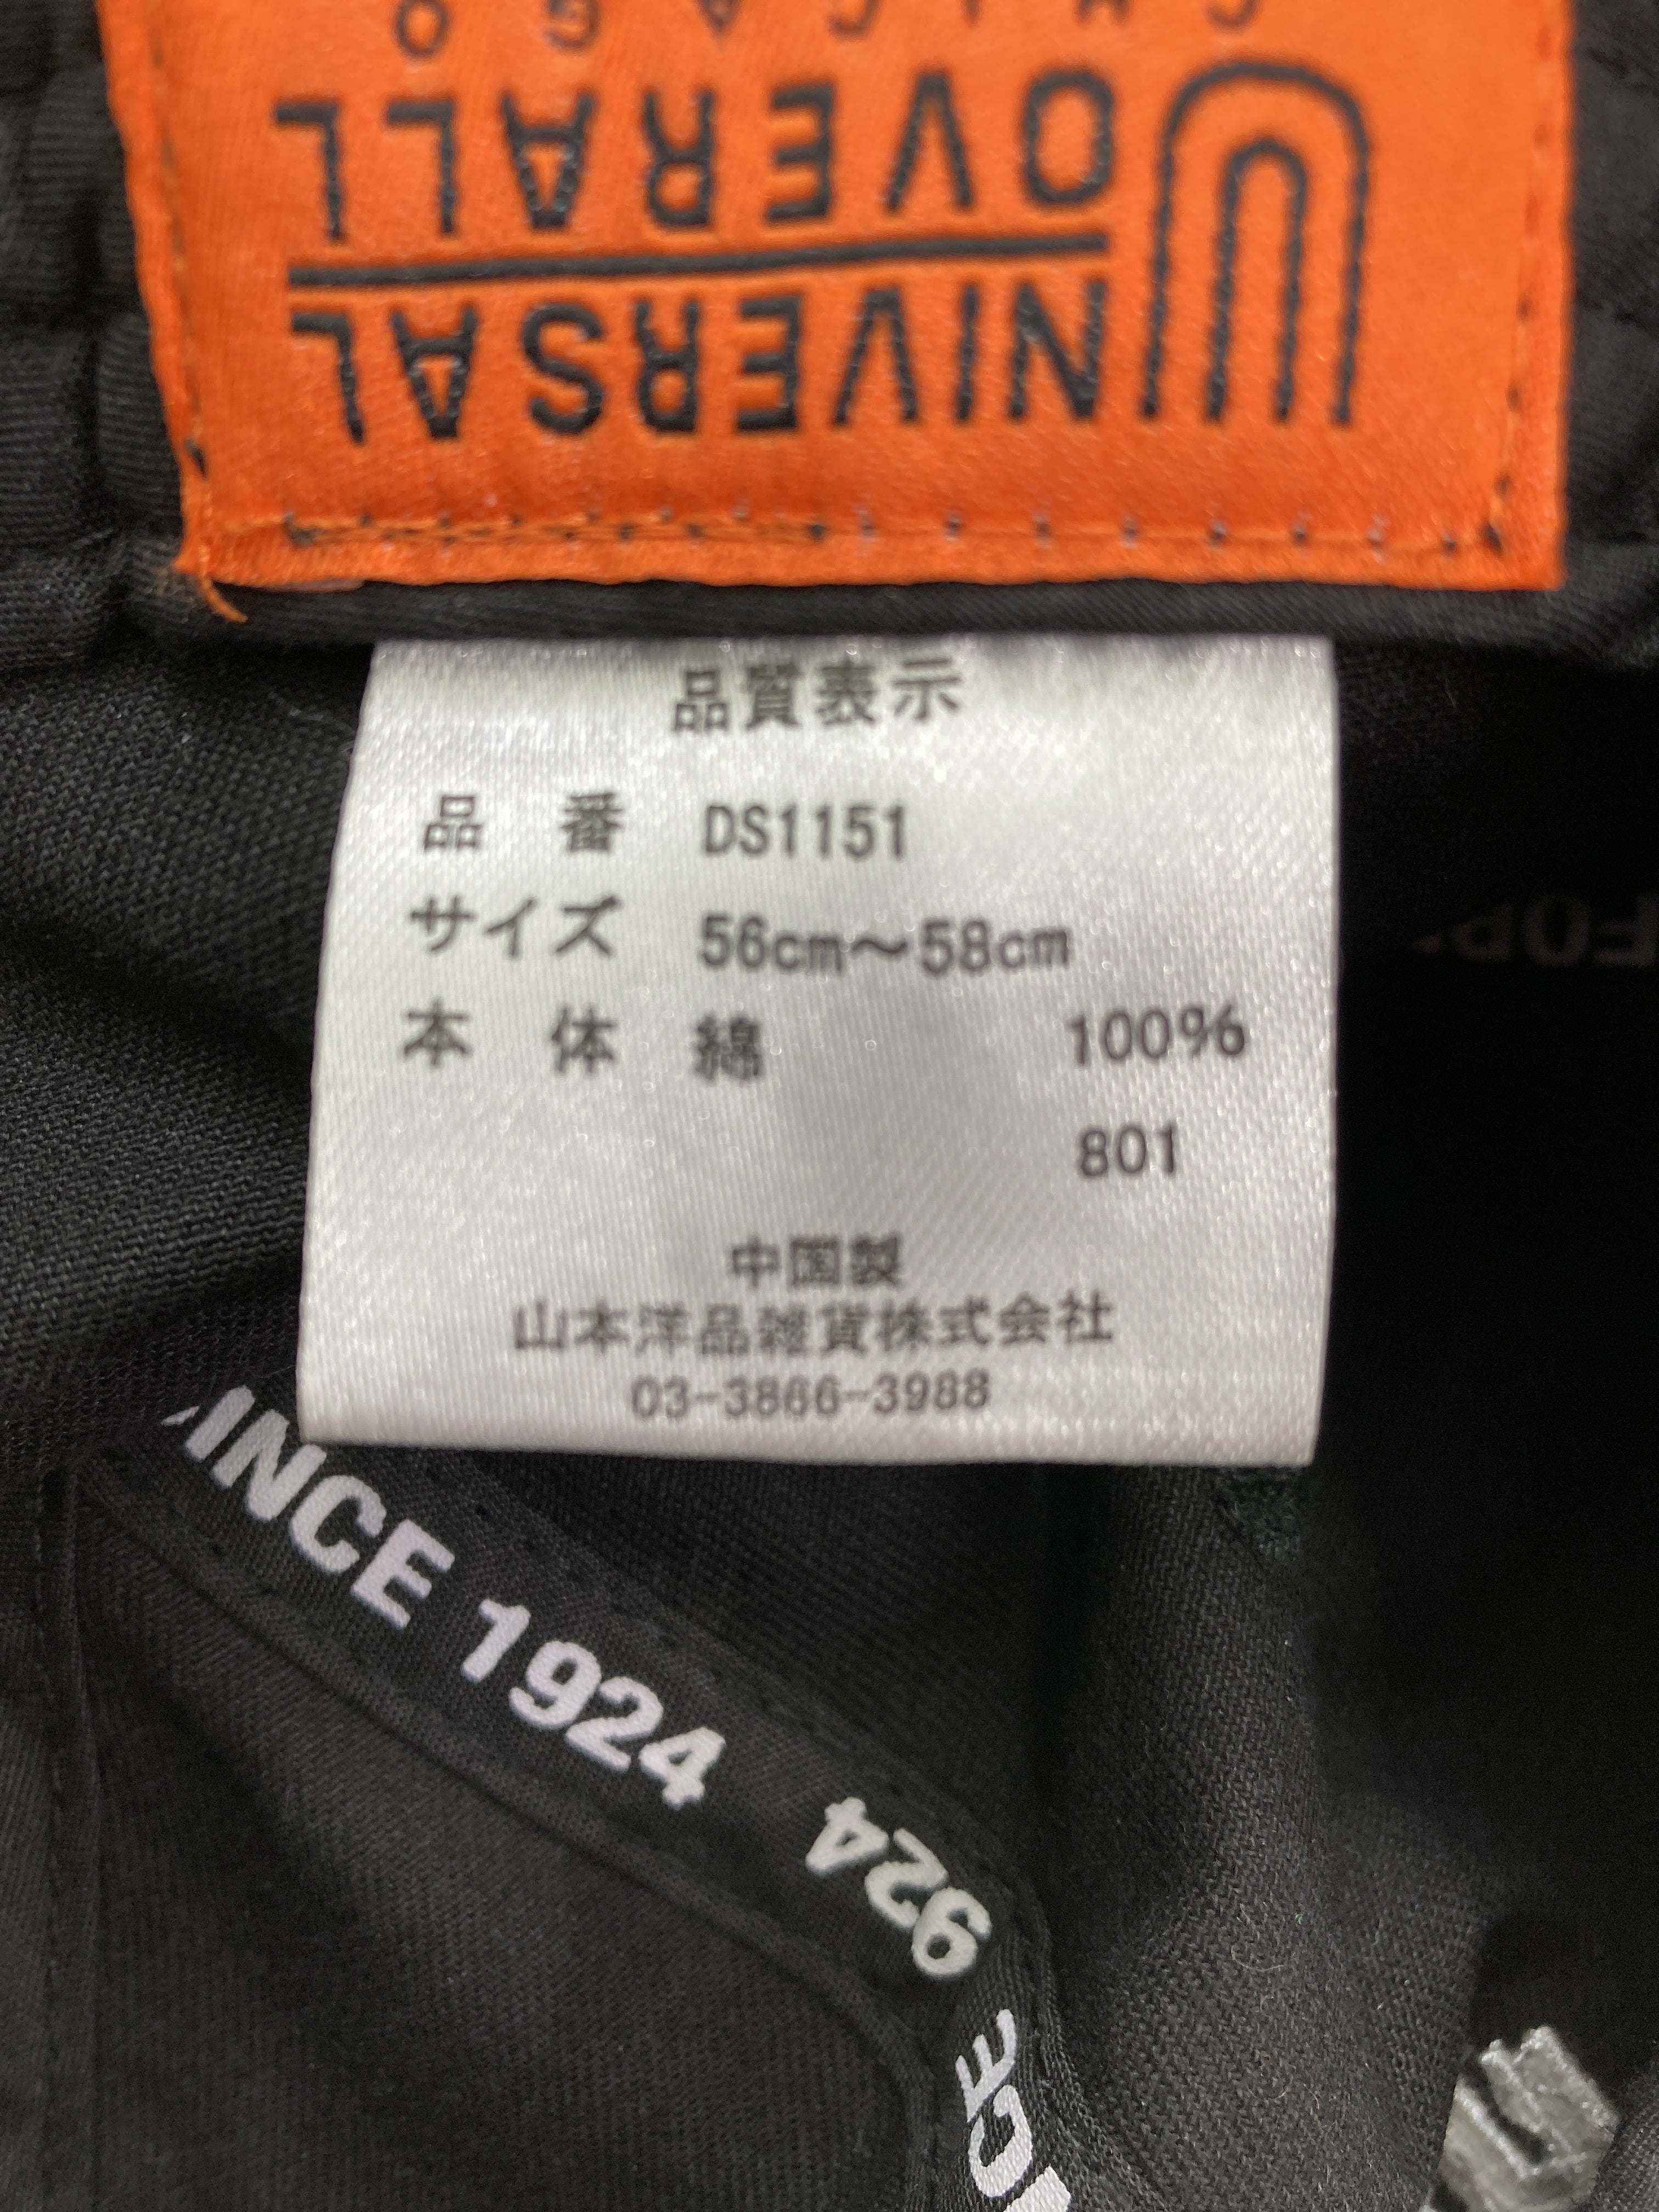 UNIVERSAL
OVERALL
CHICAGO
品質表示
品番 DS1151
サイズ 56cm～58cm
本体 綿 100%
801
中国製
山本洋品雑貨株式会社
03-3866-3988
INCE 1924
924